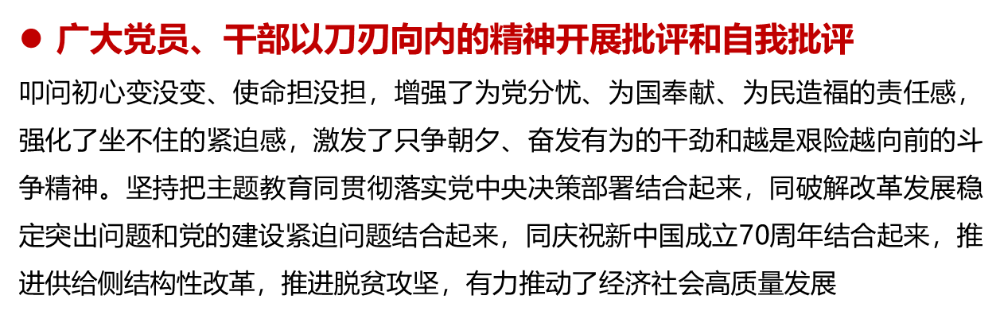 ● 广大党员、干部以刀刃向内的精神开展批评和自我批评
叩问初心变没变、使命担没担，增强了为党分忧、为国奉献、为民造福的责任感，
强化了坐不住的紧迫感，激发了只争朝夕、奋发有为的干劲和越是艰险越向前的斗
争精神。坚持把主题教育同贯彻落实党中央决策部署结合起来，同破解改革发展稳
定突出问题和党的建设紧迫问题结合起来，同庆祝新中国成立70周年结合起来，推
进供给侧结构性改革，推进脱贫攻坚，有力推动了经济社会高质量发展